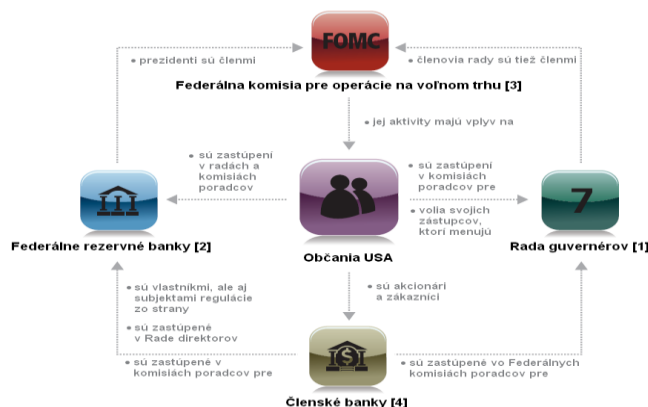 FOMC
• prezidenti sú členmi
• členovia rady sú tiež členmi
Federálna komisia pre operácie na voľnom trhu [3]
• jej aktivity majú vplyv na
• sú zastúpení
v radách a
komisiách
poradcov
• sú zastúpení
v komisiách
poradcov pre
• volia svojich
zástupcov,
ktorí menujú
7
Federálne rezervné banky [2]
Občania USA
Rada guvernérov [1]
• sú vlastníkmi, ale aj
subjektami regulácie
zo strany
• sú zastúpené
v Rade direktorov
• sú zastúpené v
komisiách poradcov pre
• sú akcionári
a zákazníci
$
• sú zastúpené vo Federálnych
komisiách poradcov pre
Členské banky [4]